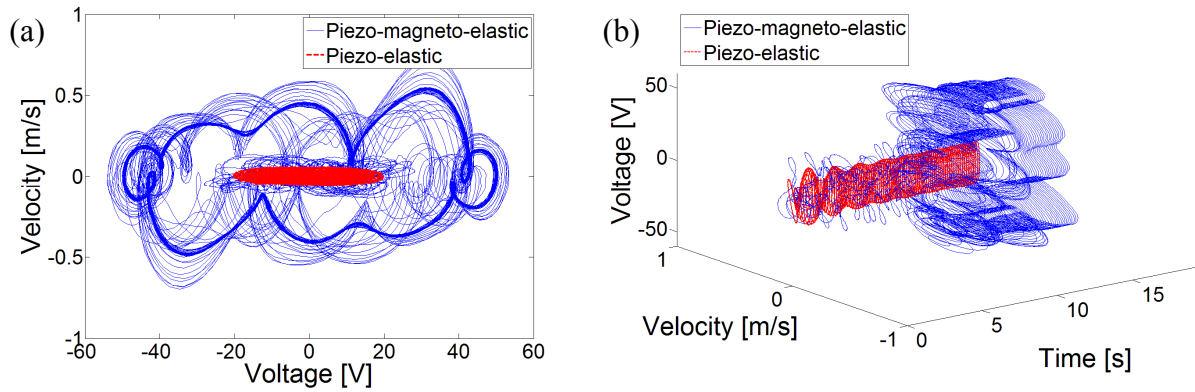 (a)
Piezo-magneto-elastic
Piezo-elastic
1
0.5
0
-0.5
-1
-60
-40
-20
0
20
40
60
Velocity [m/s]
Voltage [V]
(b)
Piezo-magneto-elastic
Piezo-elastic
50
0
-50
Voltage [V]
1
0
-1
Velocity [m/s]
0
5
10
15
Time [s]